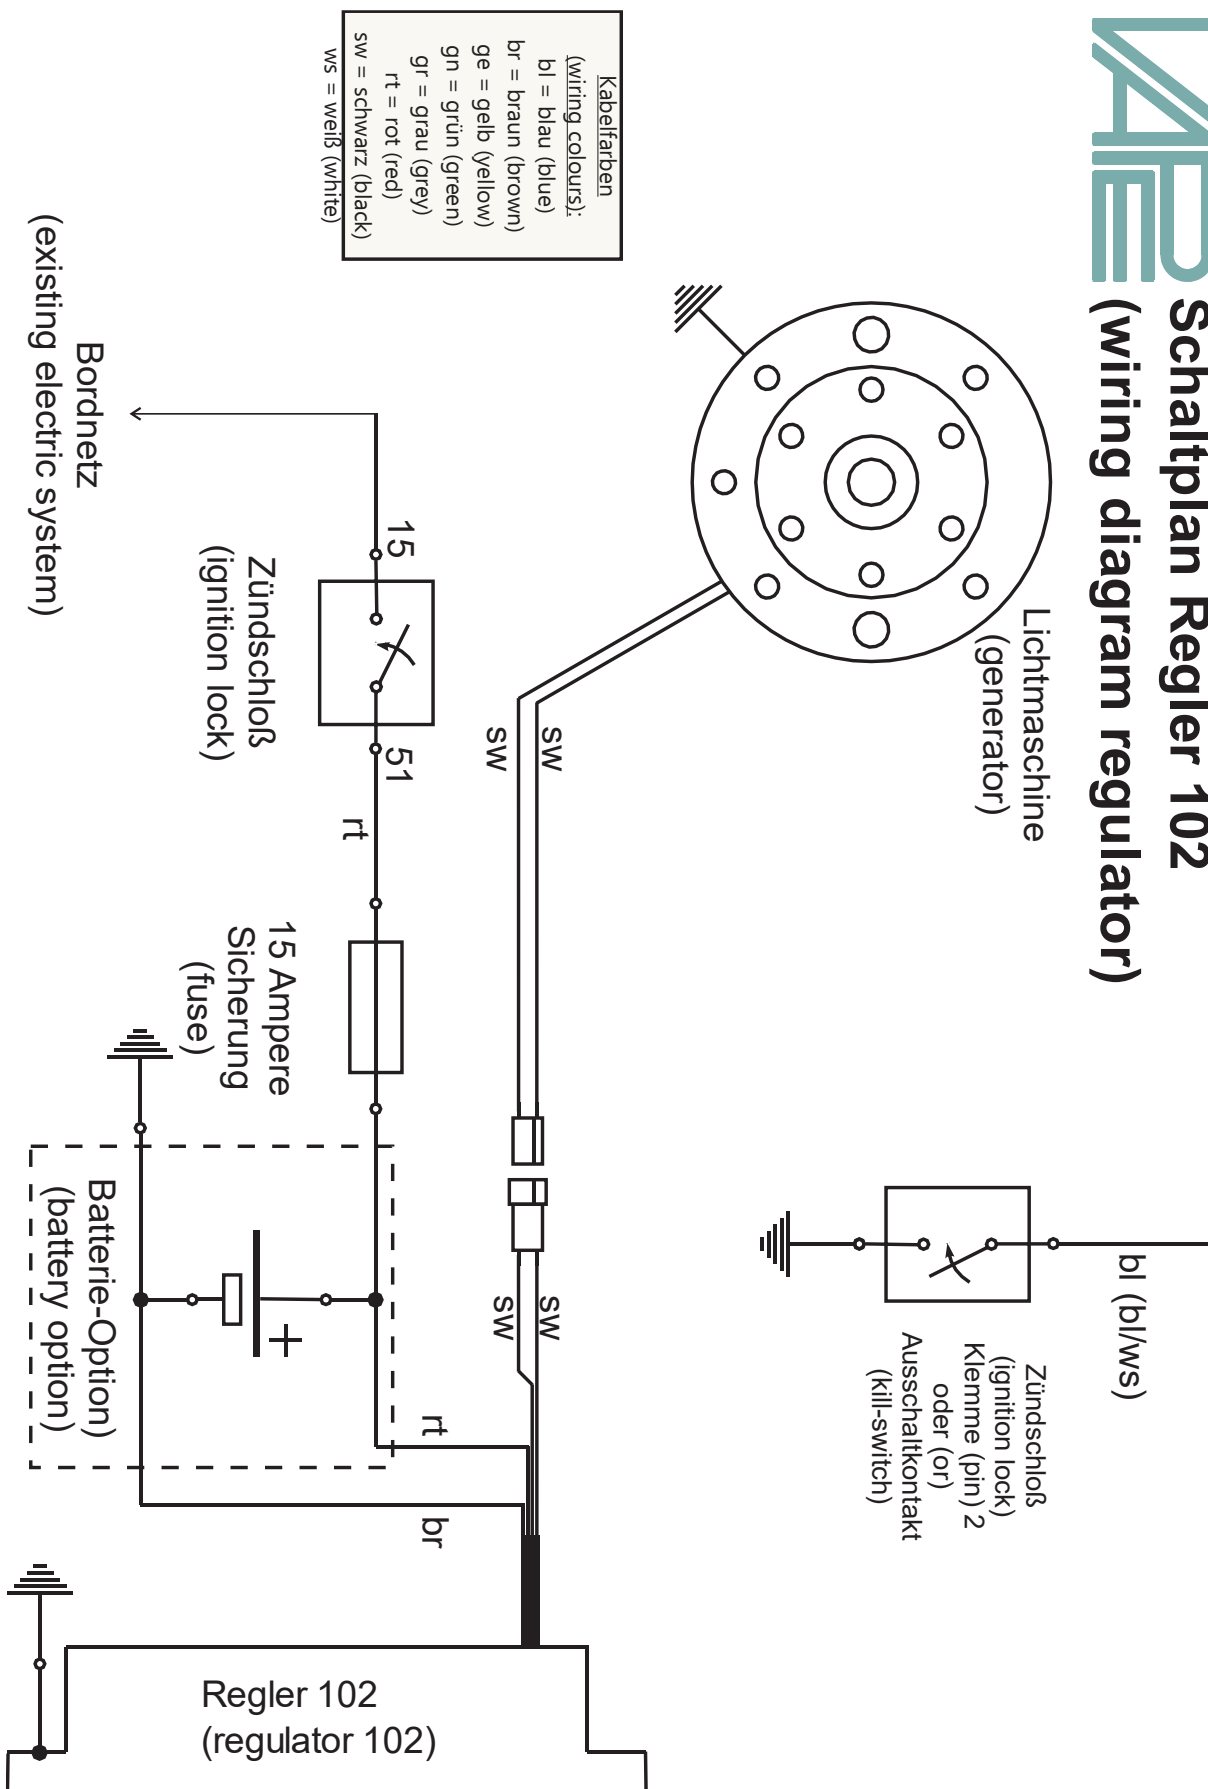 VAPE
Schaltplan Regler 102
(wiring diagram regulator)
Kabelfarben
(wiring colours):
bl = blau (blue)
br = braun (brown)
ge = gelb (yellow)
gn = grün (green)
gr = grau (grey)
rt = rot (red)
sw = schwarz (black)
ws = weiß (white)
Lichtmaschine
(generator)
sw
sw
sw
sw
bl (bl/ws)
Zündschloß
(ignition lock)
Klemme (pin) 2
oder (or)
Ausschaltkontakt
(kill-switch)
Bordnetz
(existing electric system)
15
Zündschloß
(ignition lock)
51
rt
15 Ampere
Sicherung
(fuse)
+
Batterie-Option)
(battery option)
rt
br
Regler 102
(regulator 102)